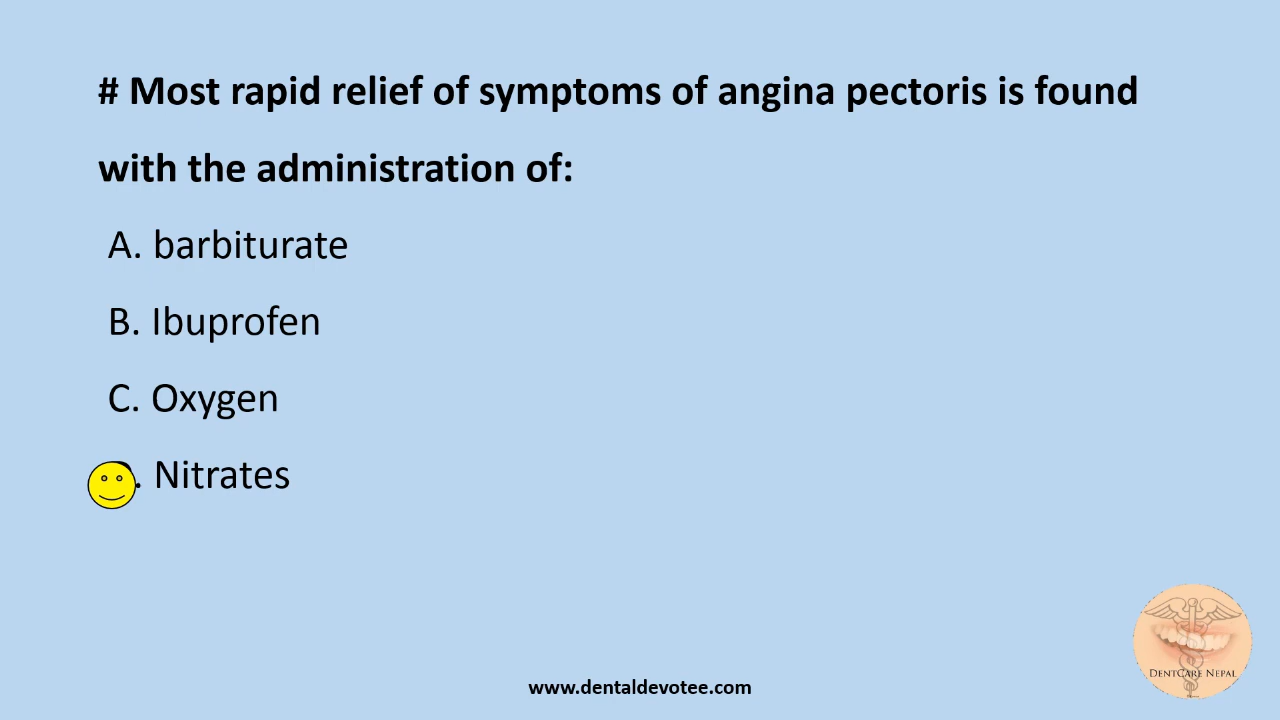 # Most rapid relief of symptoms of angina pectoris is found
with the administration of:
A. barbiturate
B. Ibuprofen
C. Oxygen
. Nitrates
DENTCARE NEPAL
www.dentaldevotee.com